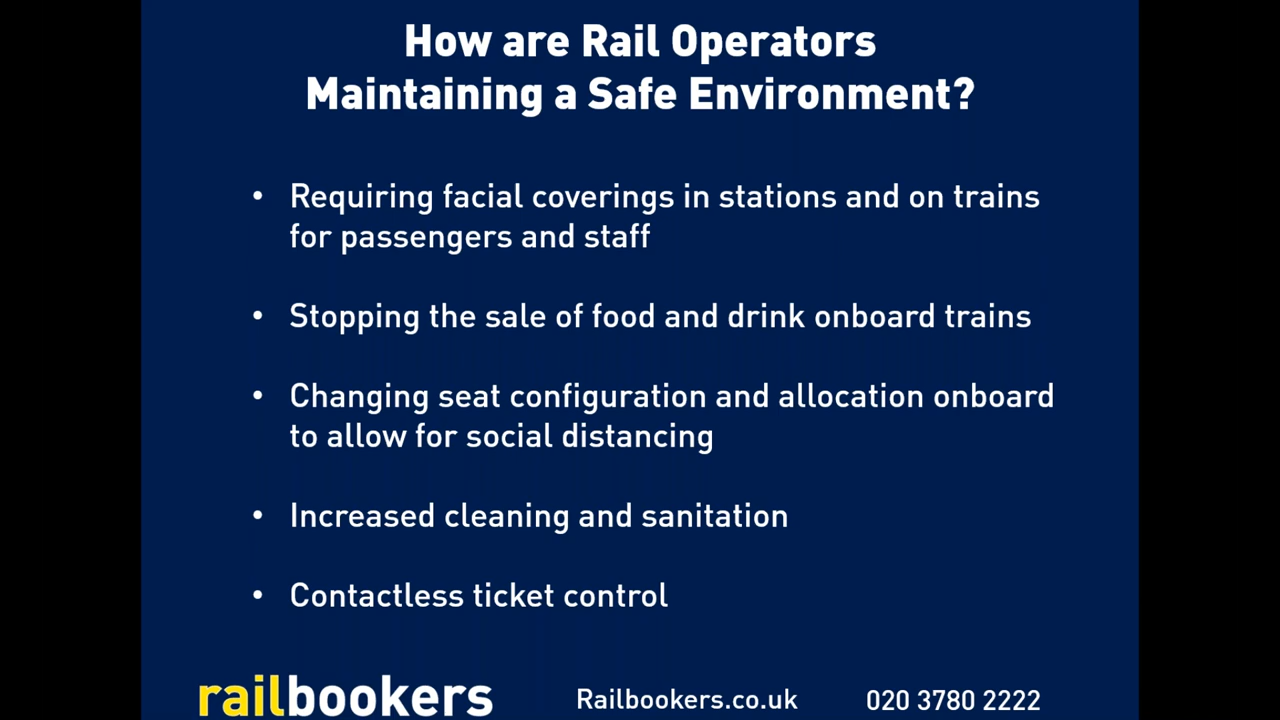 How are Rail Operators
Maintaining a Safe Environment?
• Requiring facial coverings in stations and on trains
for passengers and staff
• Stopping the sale of food and drink onboard trains
• Changing seat configuration and allocation onboard
to allow for social distancing
• Increased cleaning and sanitation
• Contactless ticket control
railbookers Railbookers.co.uk 020 3780 2222